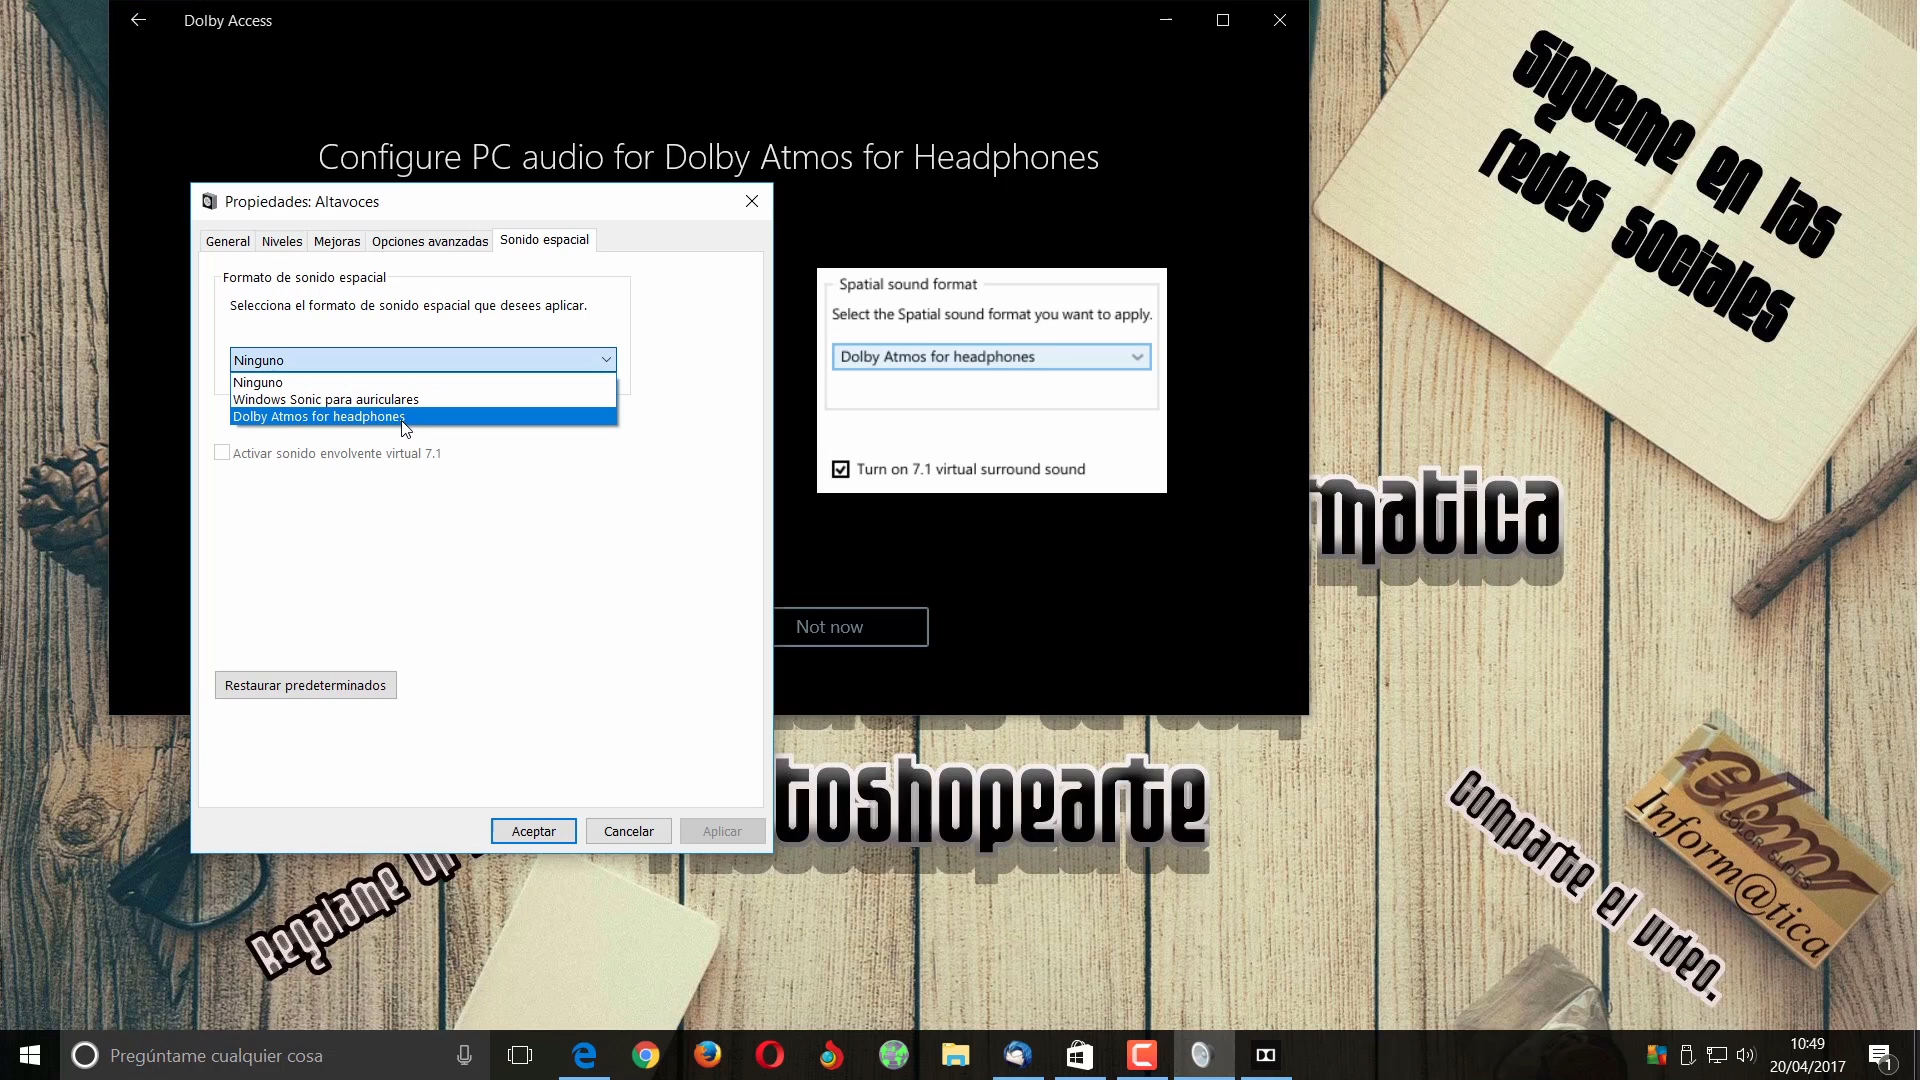 Dolby Access
Configure PC audio for Dolby Atmos for Headphones
Propiedades: Altavoces
General
Niveles
Mejoras
Opciones avanzadas
Sonido espacial
Formato de sonido espacial
Selecciona el formato de sonido espacial que desees aplicar.
Ninguno
Ninguno
Windows Sonic para auriculares
Dolby Atmos for headphones
Activar sonido envolvente virtual 7.1
Restaurar predeterminados
Aceptar
Cancelar
Aplicar
Spatial sound format
Select the Spatial sound format you want to apply.
Dolby Atmos for headphones
Turn on 7.1 virtual surround sound
Not now
Sigueme en las
redes sociales
matica
toshopearte
Regalame un
Comparte el video.
Inform@tica
COLOR SLIDES
Pregúntame cualquier cosa
10:49
20/04/2017
1